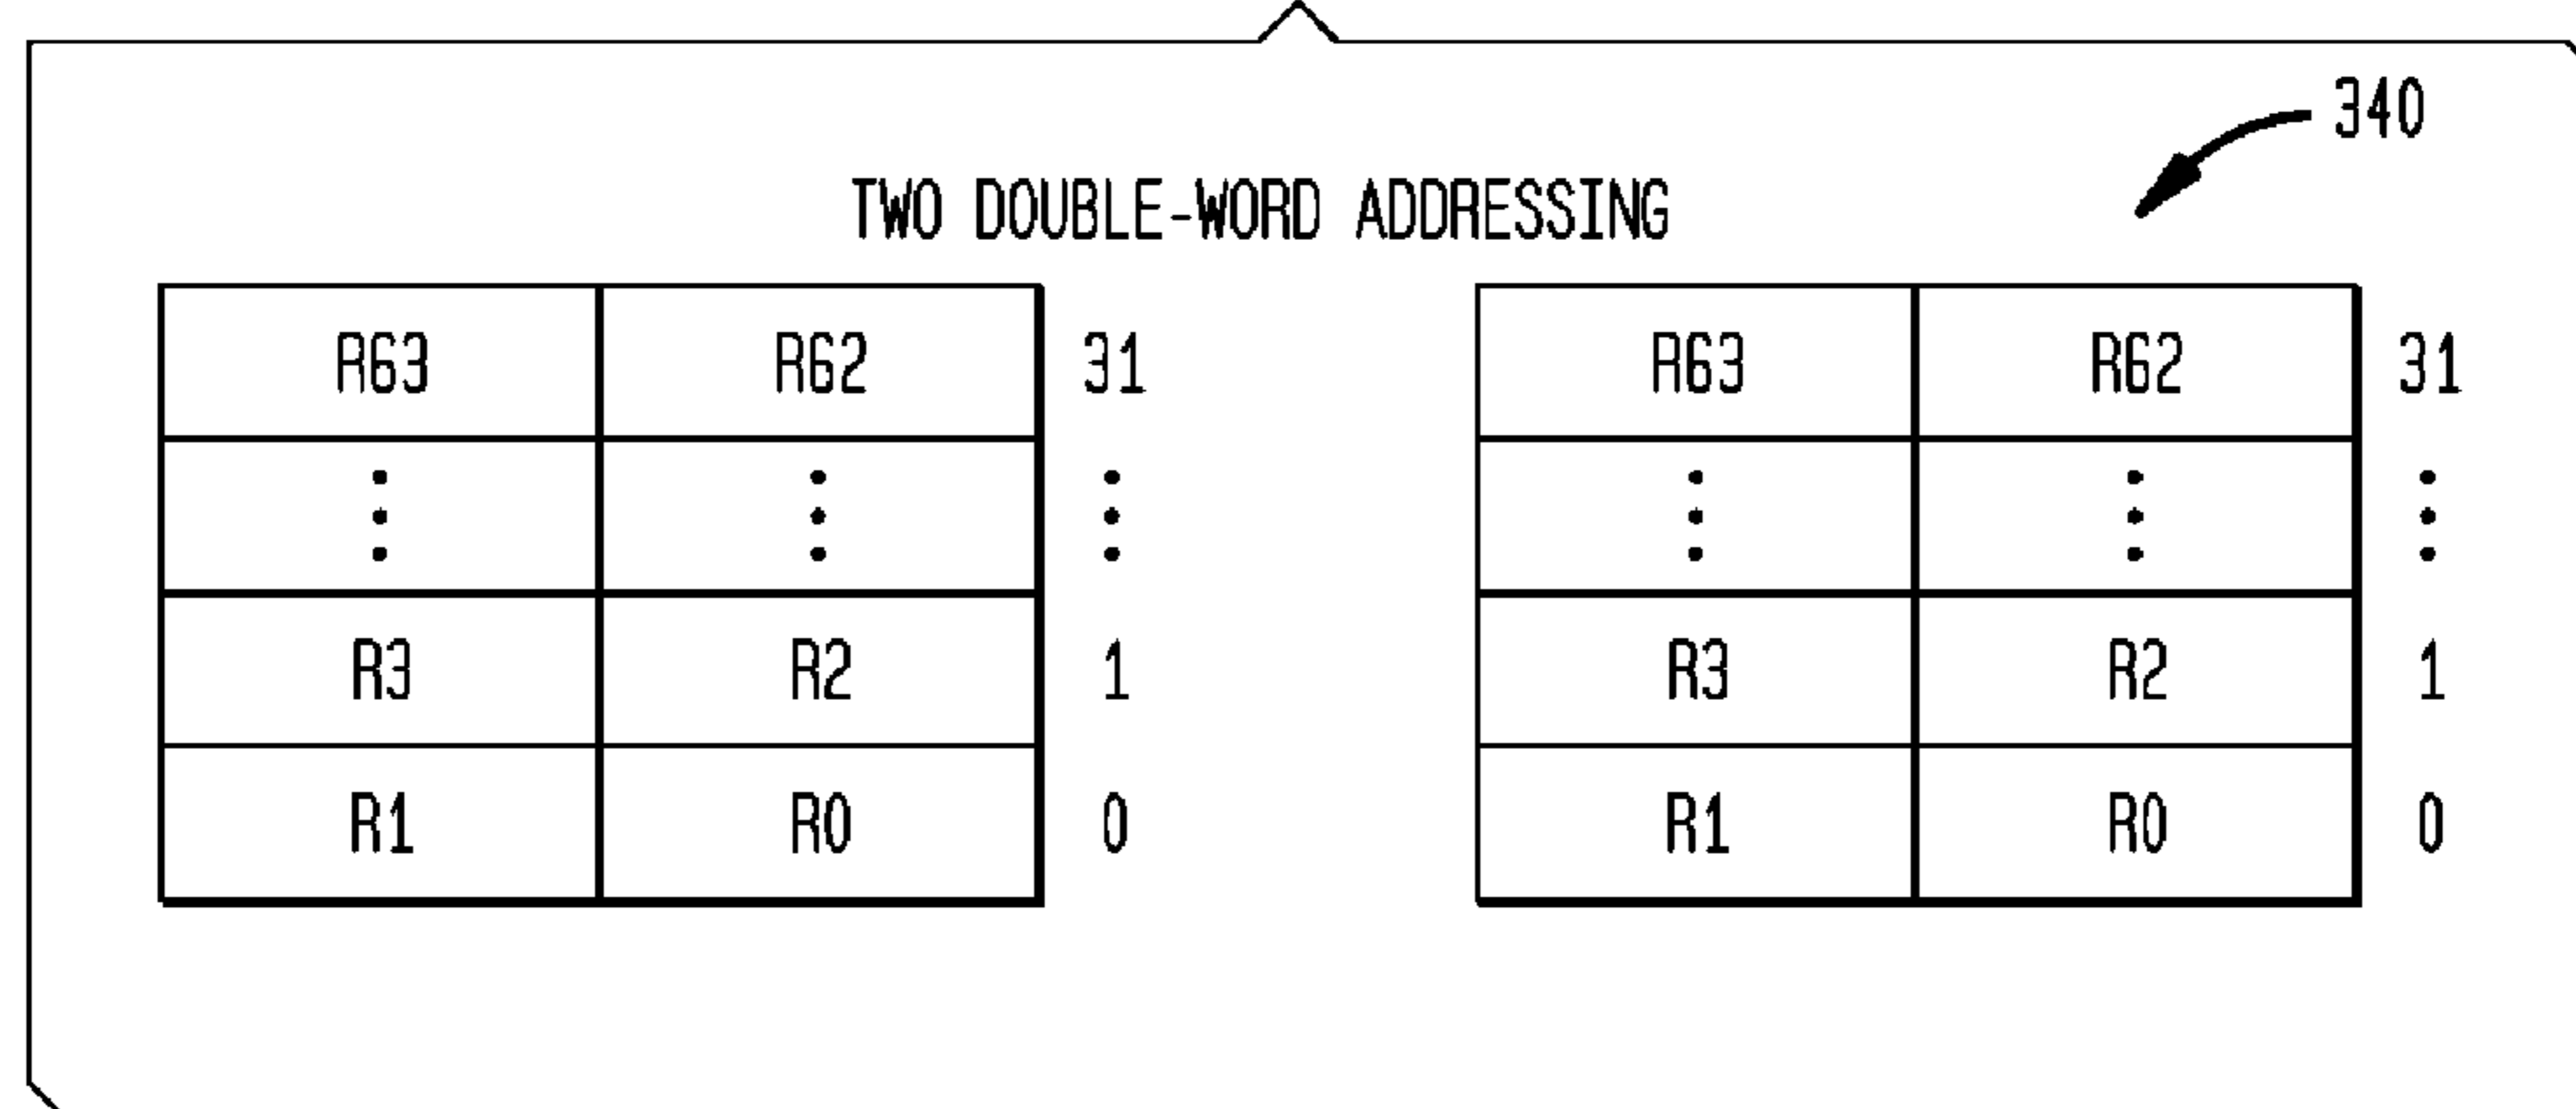 340
TWO DOUBLE-WORD ADDRESSING
R63 R62 31 R63 R62 31
R3 R2 1 R3 R2 1
R1 R0 0 R1 R0 0